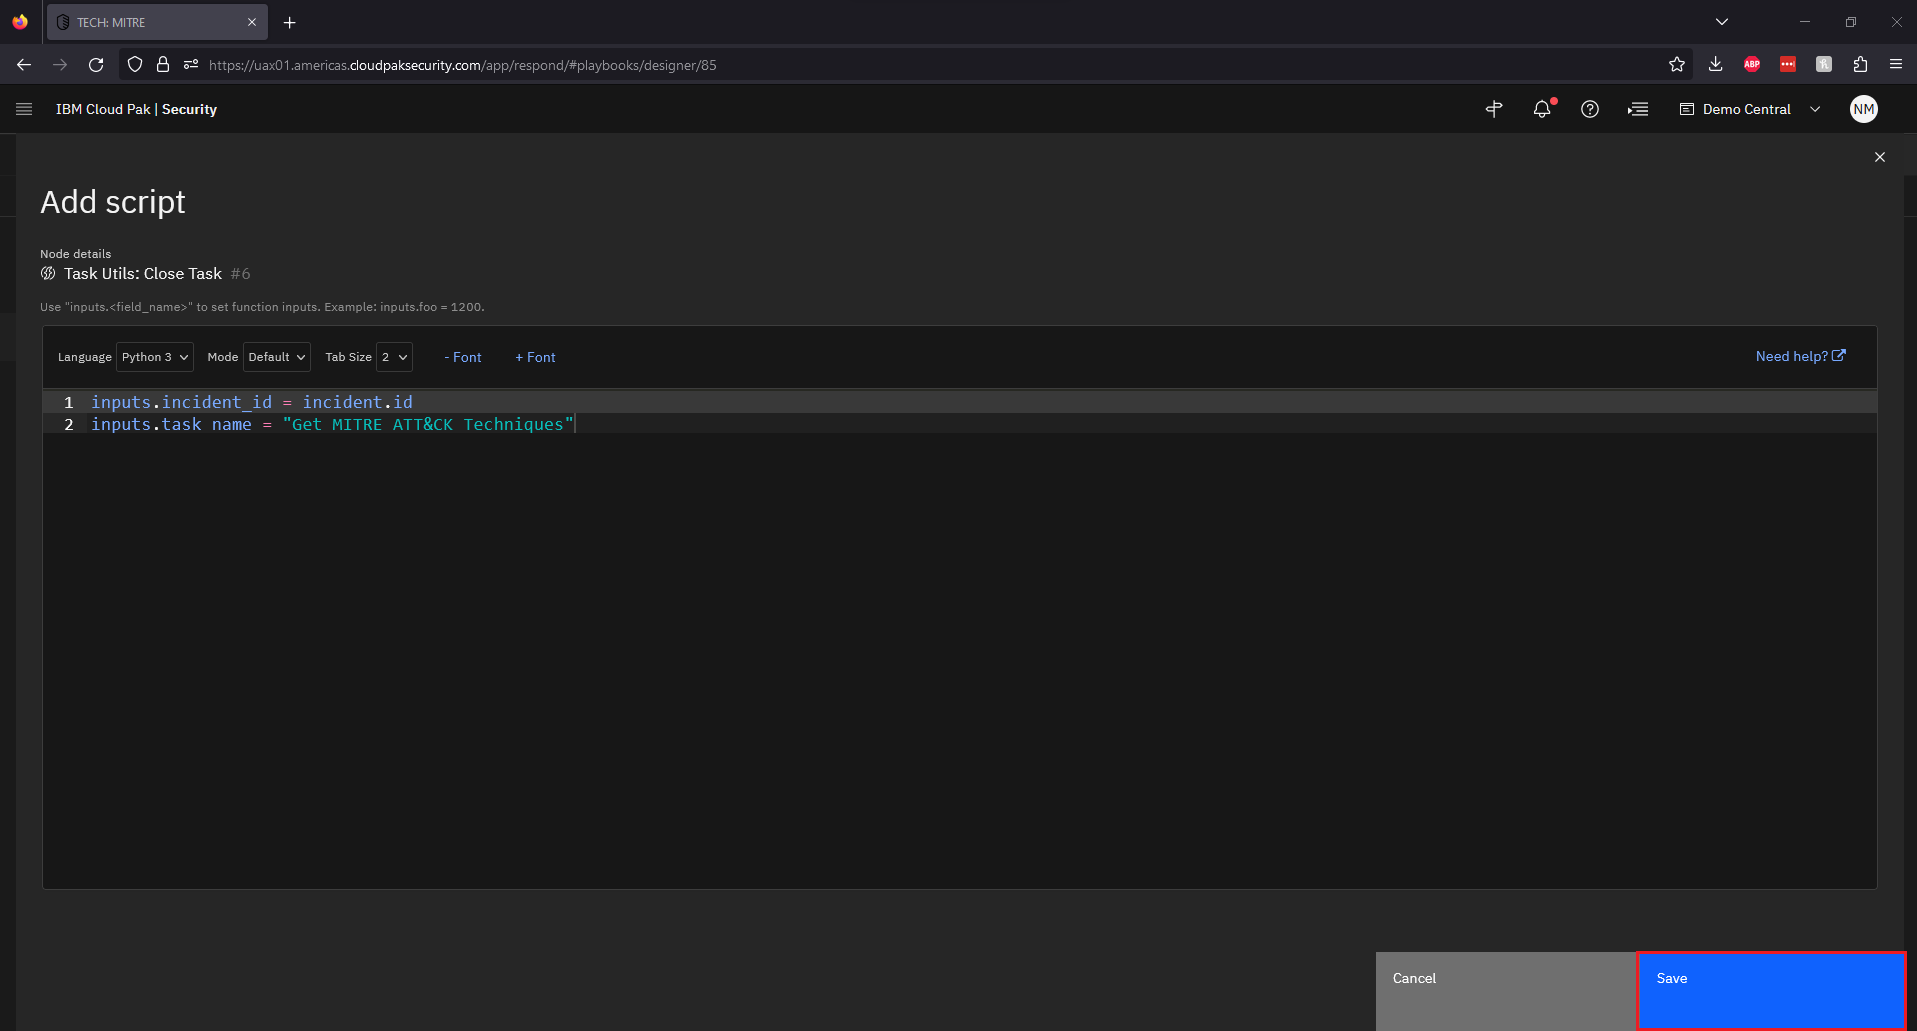 TECH: MITRE
https://uax01.americas.cloudpaksecurity.com/app/respond/#playbooks/designer/85
ABP
IBM Cloud Pak | Security
Demo Central
NM
Add script
Node details
Task Utils: Close Task #6
Use "inputs.<field_name>" to set function inputs. Example: inputs.foo = 1200.
Language Python 3 Mode Default Tab Size 2 - Font + Font Need help?
1 inputs.incident_id = incident.id
2 inputs.task name = "Get MITRE ATT&CK Techniques"
Cancel Save